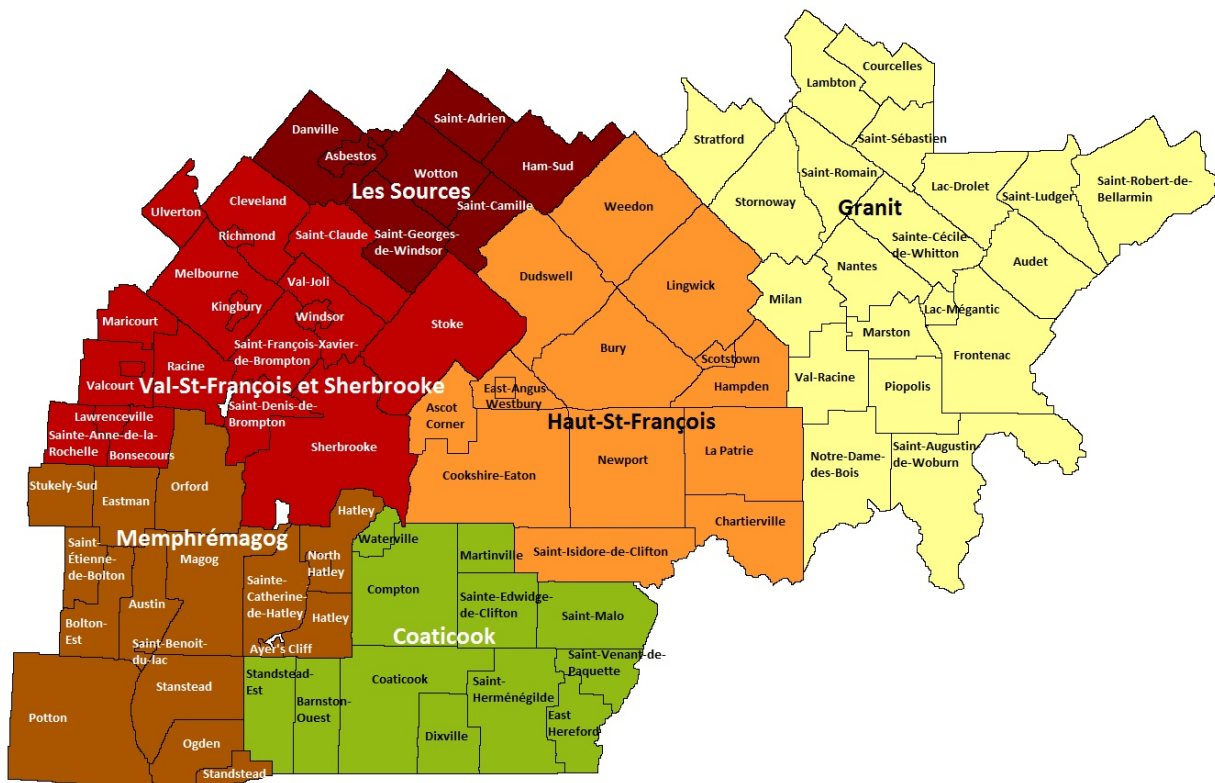 Courcelles
Lambton
Saint-Adrien
Danville
Saint-Sébastien
Stratford
Asbestos
Ham-Sud
Wotton
Saint-Romain
Lac-Drolet
Saint-Robert-de-
Bellarmin
Les Sources
Stornoway
Saint-Ludger
Cleveland
Saint-Camille
Weedon
Granit
Ulverton
Richmond
Saint-Claude
Saint-Georges-
de-Windsor
Sainte-Cécile
de-Whitton
Audet
Melbourne
Dudswell
Nantes
Val-Joli
Lingwick
Milan
Kingbury
Lac-Mégantic
Windsor
Maricourt
Stoke
Marston
Saint-François-Xavier-
de-Brompton
Bury
Scotstown
Frontenac
Racine
Val-Racine
Valcourt
Val-St-François et Sherbrooke
East-Angus
Westbury
Hampden
Piopolis
Saint-Denis-de-
Brompton
Ascot
Corner
Lawrenceville
Haut-St-François
Sainte-Anne-de-la-
Rochelle
Bonsecours
Sherbrooke
La Patrie
Notre-Dame-
des-Bois
Saint-Augustin
de-Woburn
Cookshire-Eaton
Newport
Stukely-Sud
Eastman
Orford
Hatley
Chartierville
Memphrémagog
Waterville
Saint-
Étienne-
de-Bolton
Magog
North
Hatley
Martinville
Saint-Isidore-de-Clifton
Sainte-
Catherine-
de-Hatley
Compton
Sainte-Edwidge-
de-Clifton
Austin
Hatley
Saint-Malo
Bolton-
Est
Coaticook
Saint-Benoit-
du-lac
Ayer's Cliff
Saint-Venant-de-
Paquette
Standstead-
Est
Coaticook
Saint-
Herménégilde
Stanstead
Barnston-
Ouest
Potton
East
Hereford
Dixville
Ogden
Standstead